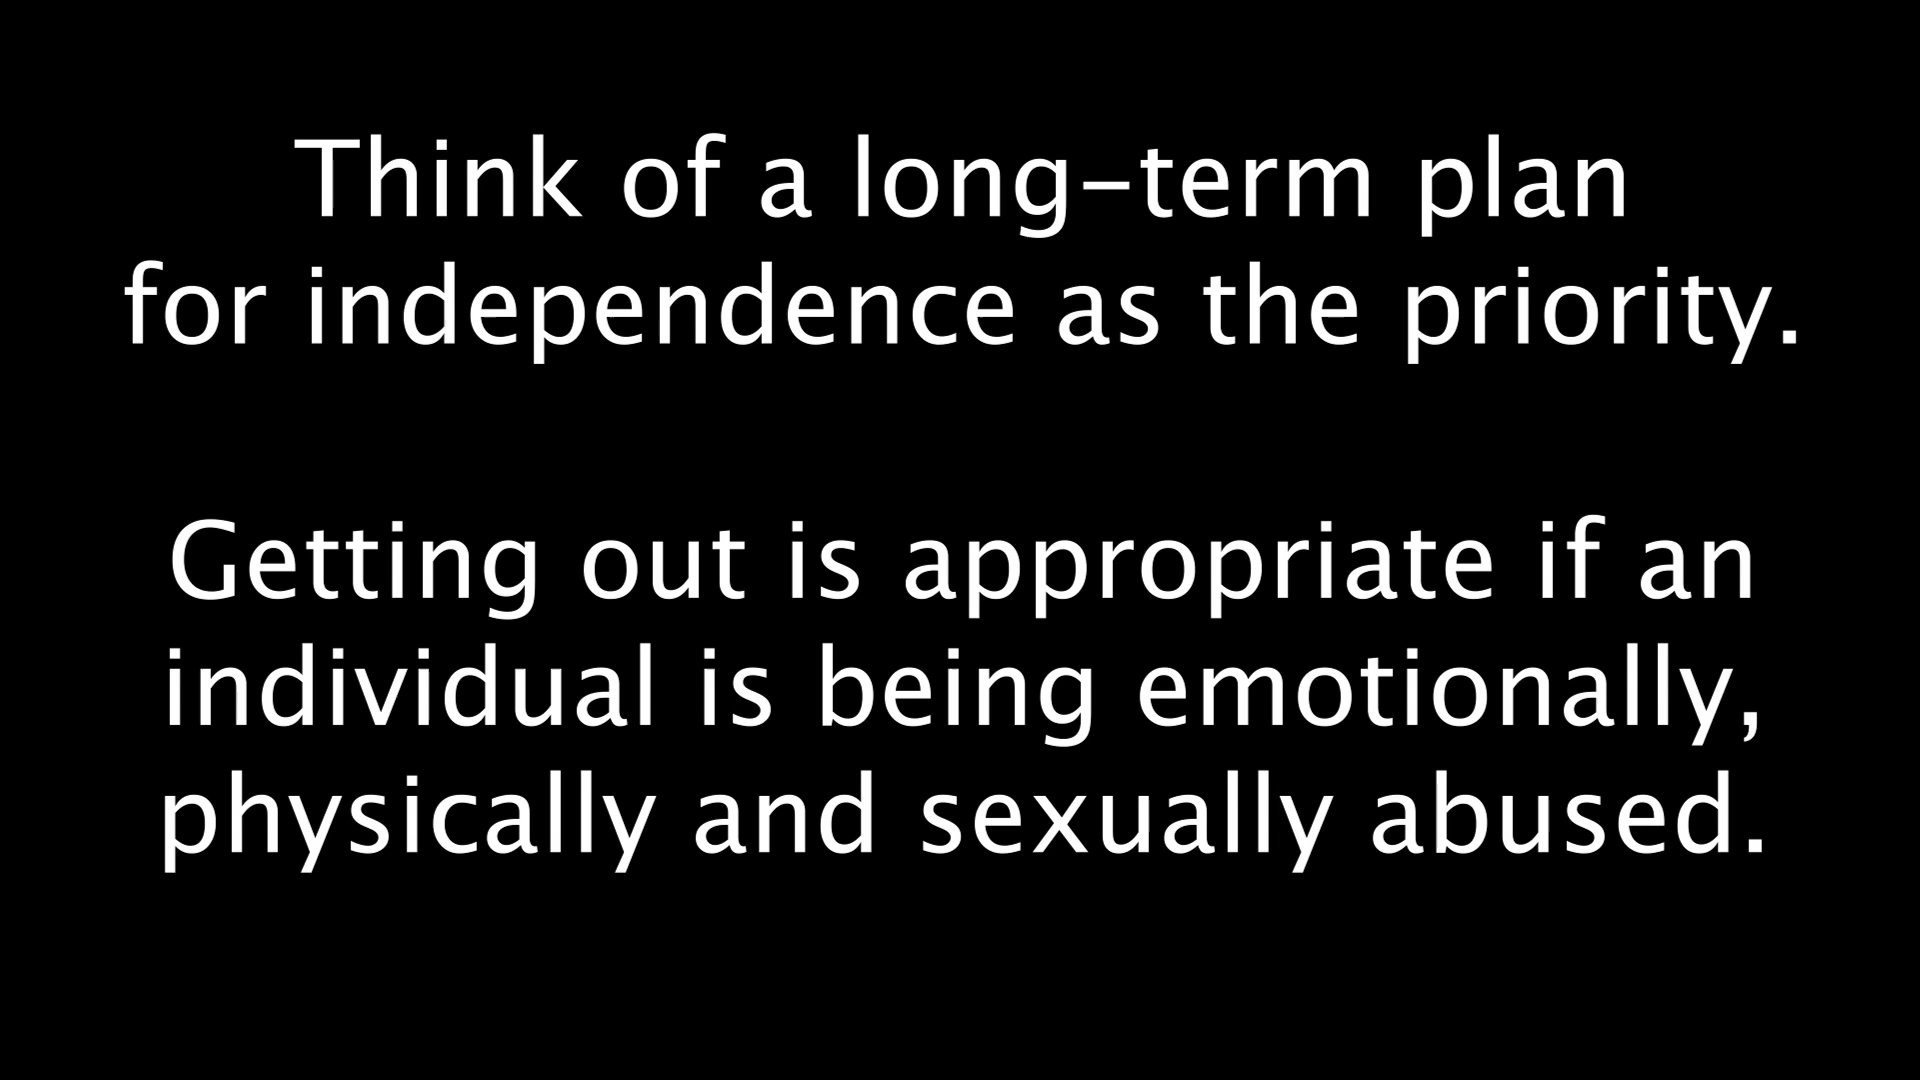 Think of a long-term plan
for independence as the priority.
Getting out is appropriate if an
individual is being emotionally,
physically and sexually abused.